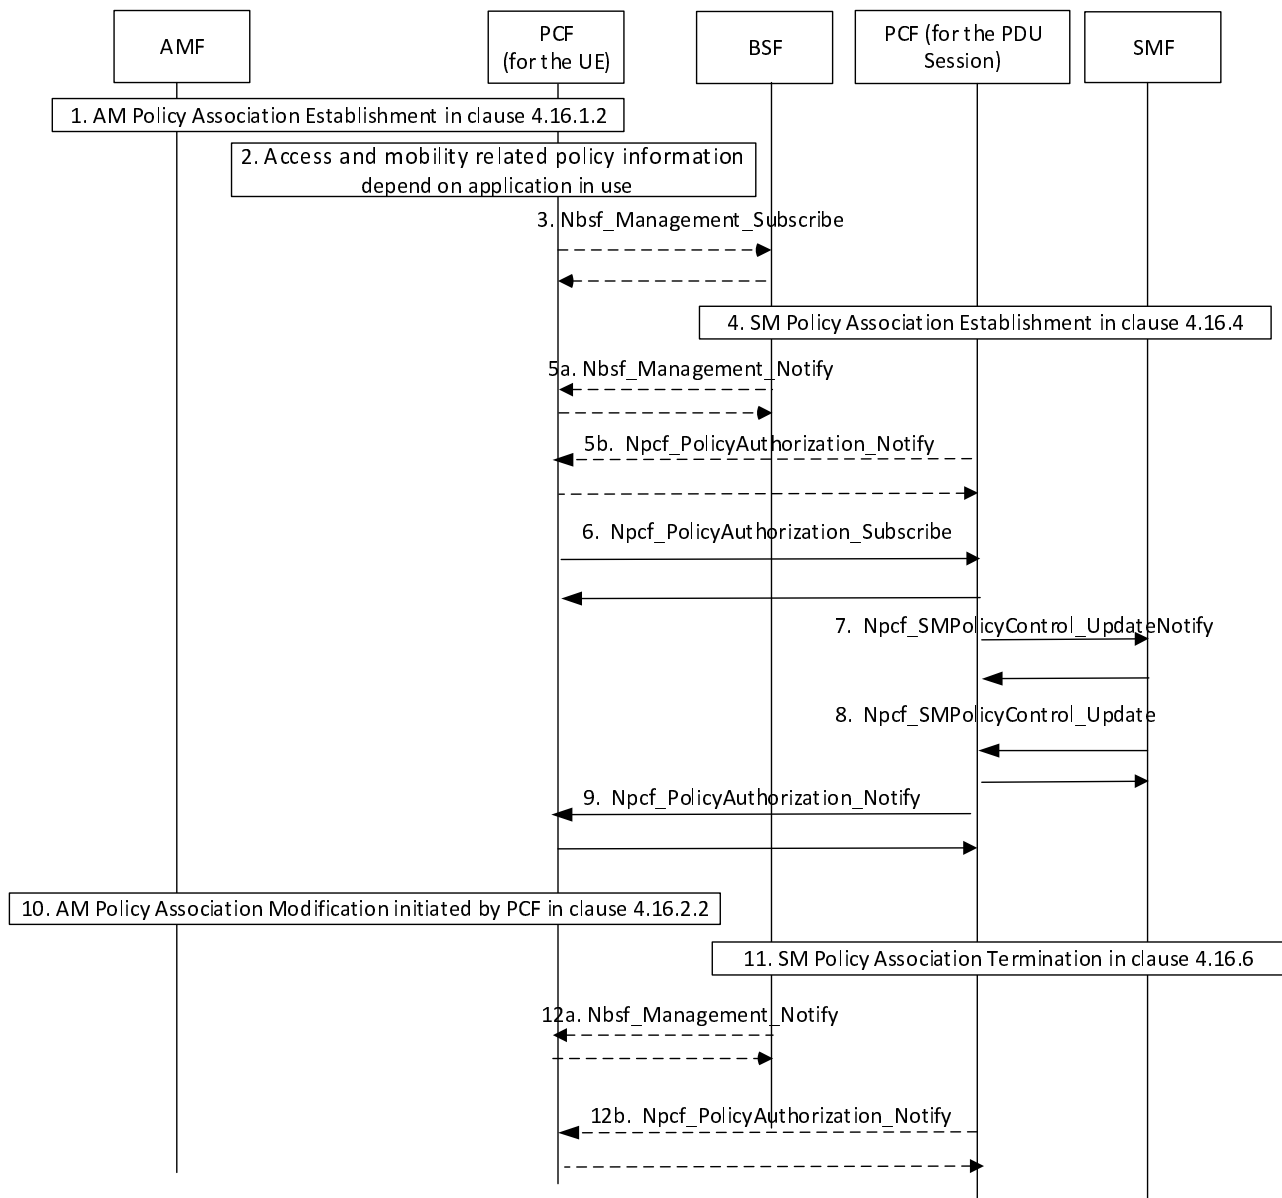 AMF
PCF
(for the UE)
BSF
PCF (for the PDU
Session)
SMF
1. AM Policy Association Establishment in clause 4.16.1.2
2. Access and mobility related policy information
depend on application in use
3. Nbsf_Management_Subscribe
4. SM Policy Association Establishment in clause 4.16.4
5a. Nbsf_Management_Notify
5b. Npcf_PolicyAuthorization_Notify
6. Npcf_PolicyAuthorization_Subscribe
7. Npcf_SMPolicyControl_UpdateNotify
8. Npcf_SMPolicyControl_Update
9. Npcf_PolicyAuthorization_Notify
10. AM Policy Association Modification initiated by PCF in clause 4.16.2.2
11. SM Policy Association Termination in clause 4.16.6
12a. Nbsf_Management_Notify
12b. Npcf_PolicyAuthorization_Notify